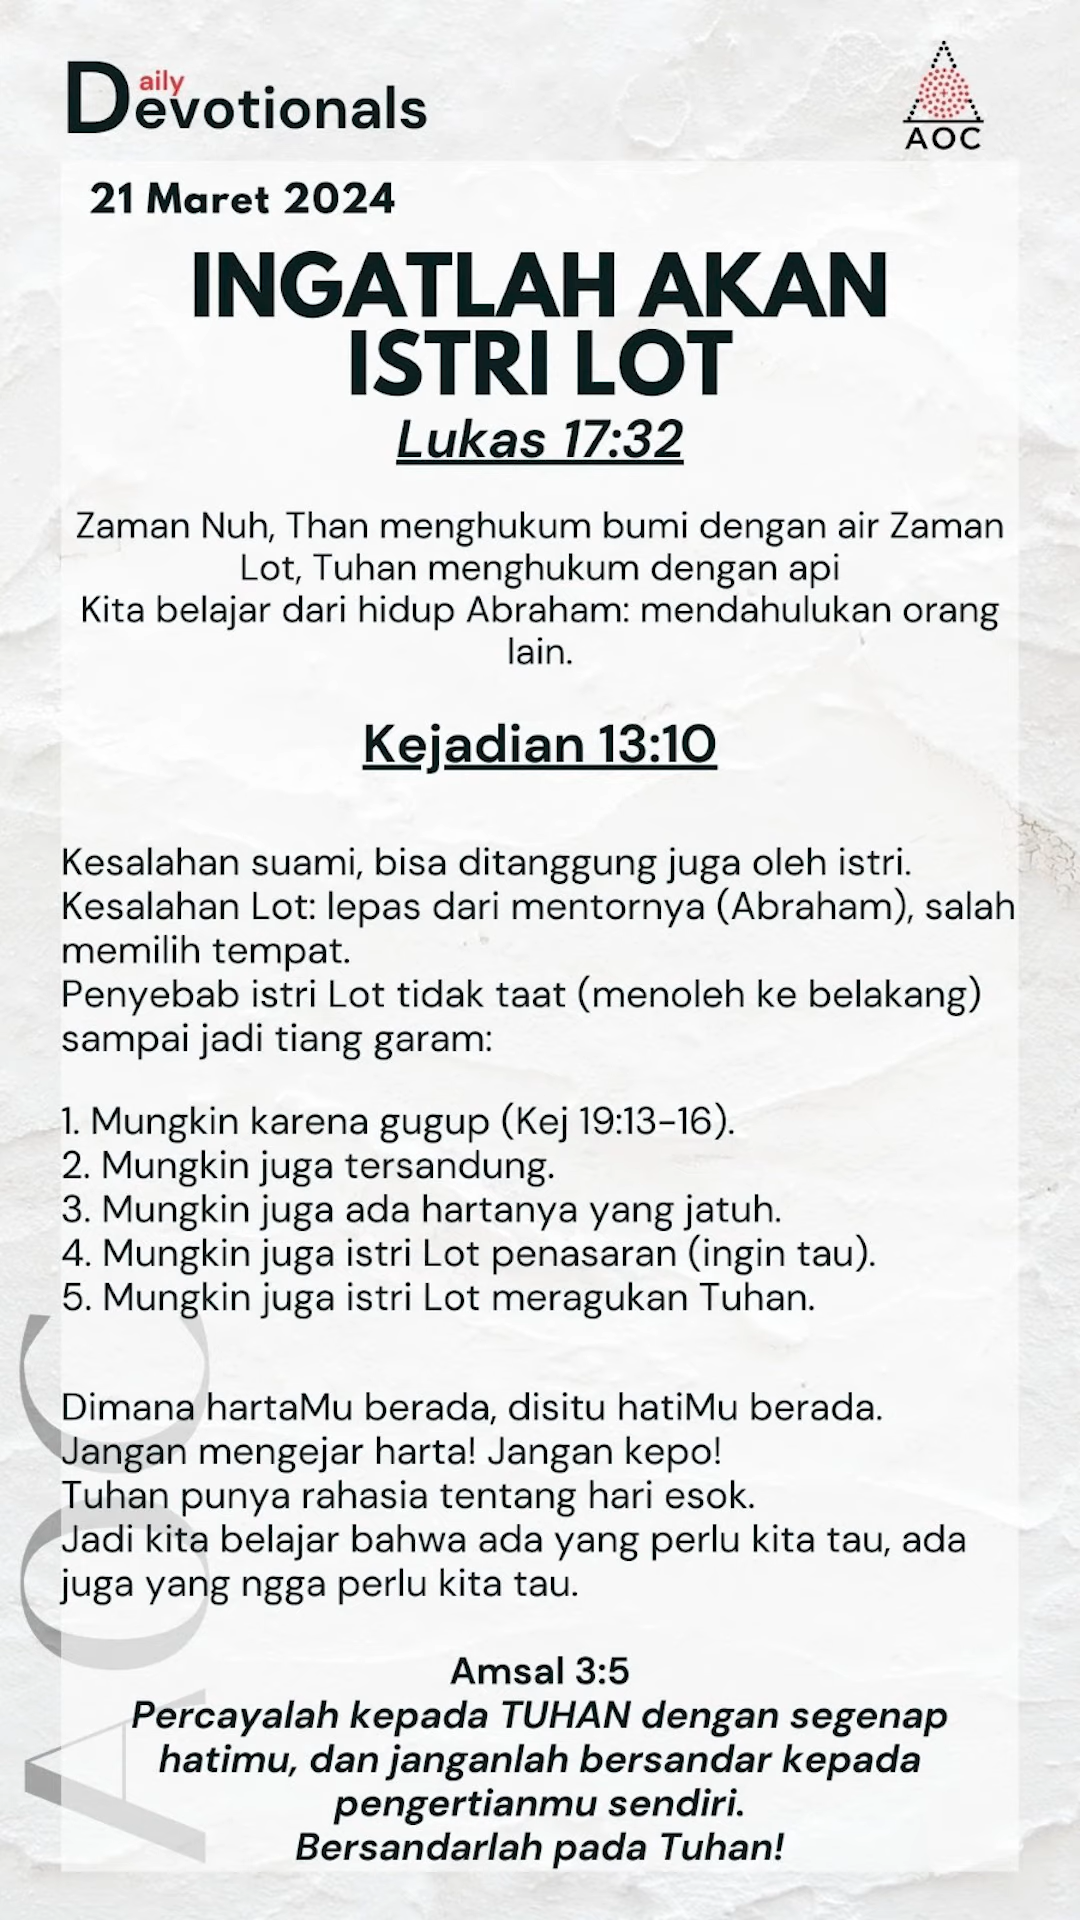 Daily Devotionals
AOC
21 Maret 2024
INGATLAH AKAN
ISTRI LOT
Lukas 17:32
Zaman Nuh, Than menghukum bumi dengan air Zaman
Lot, Tuhan menghukum dengan api
Kita belajar dari hidup Abraham: mendahulukan orang
lain.
Kejadian 13:10
Kesalahan suami, bisa ditanggung juga oleh istri.
Kesalahan Lot: lepas dari mentornya (Abraham), salah
memilih tempat.
Penyebab istri Lot tidak taat (menoleh ke belakang)
sampai jadi tiang garam:
1. Mungkin karena gugup (Kej 19:13-16).
2. Mungkin juga tersandung.
3. Mungkin juga ada hartanya yang jatuh.
4. Mungkin juga istri Lot penasaran (ingin tau).
5. Mungkin juga istri Lot meragukan Tuhan.
Dimana hartaMu berada, disitu hatiMu berada.
Jangan mengejar harta! Jangan kepo!
Tuhan punya rahasia tentang hari esok.
Jadi kita belajar bahwa ada yang perlu kita tau, ada
juga yang ngga perlu kita tau.
Amsal 3:5
Percayalah kepada TUHAN dengan segenap
hatimu, dan janganlah bersandar kepada
pengertianmu sendiri.
Bersandarlah pada Tuhan!
AOC